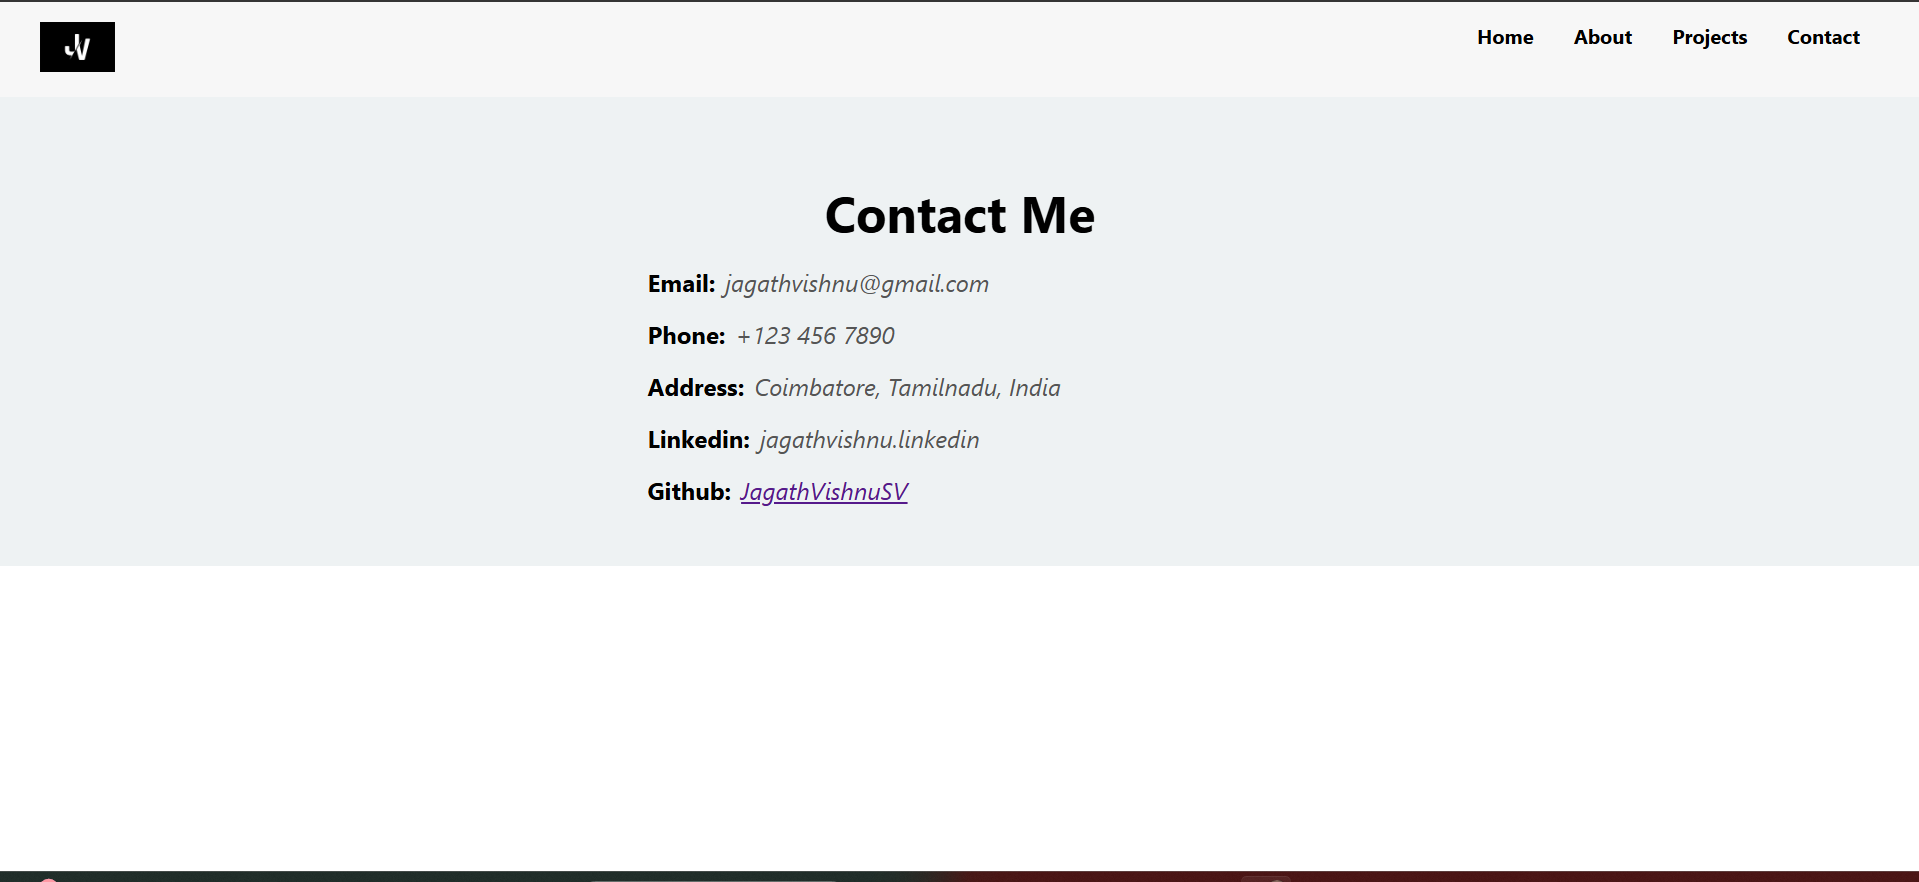 JV
Home About Projects Contact
Contact Me
Email: jagathvishnu@gmail.com
Phone: +123 456 7890
Address: Coimbatore, Tamilnadu, India
Linkedin: jagathvishnu.linkedin
Github: JagathVishnuSV